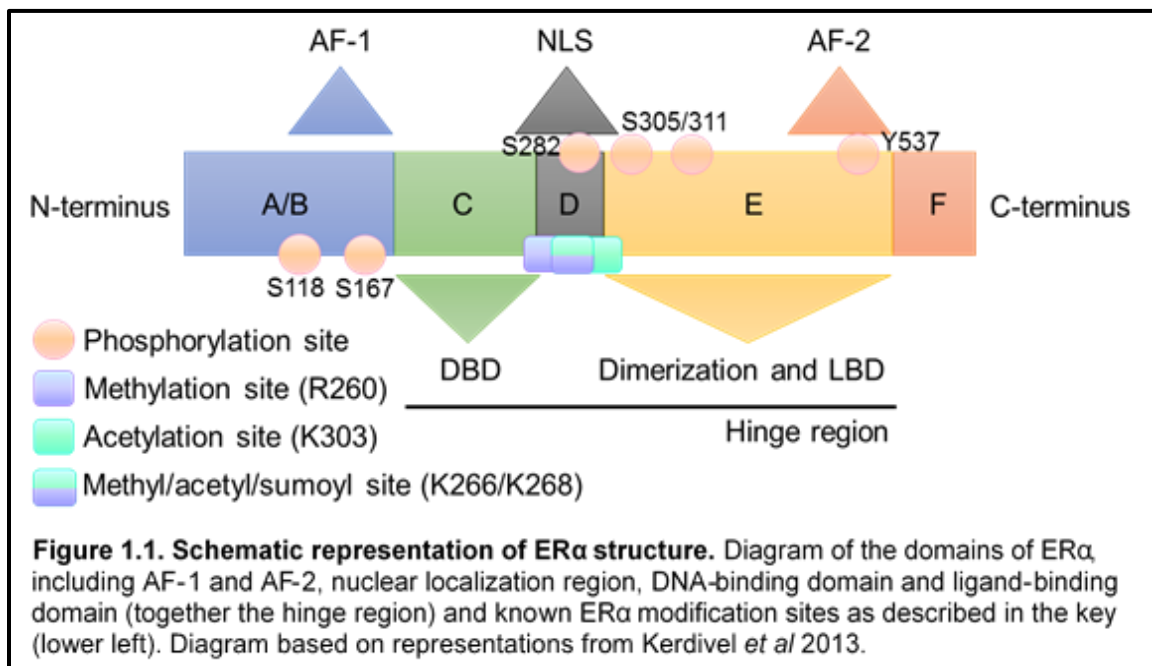 AF-1 NLS AF-2
S305/311
S282 Y537
N-terminus A/B C D E F C-terminus
S118 S167
Phosphorylation site
DBD Dimerization and LBD
Methylation site (R260)
Hinge region
Acetylation site (K303)
Methyl/acetyl/sumoyl site (K266/K268)
Figure 1.1. Schematic representation of ERα structure. Diagram of the domains of ERα,
including AF-1 and AF-2, nuclear localization region, DNA-binding domain and ligand-binding
domain (together the hinge region) and known ERα modification sites as described in the key
(lower left). Diagram based on representations from Kerdivel et al 2013.